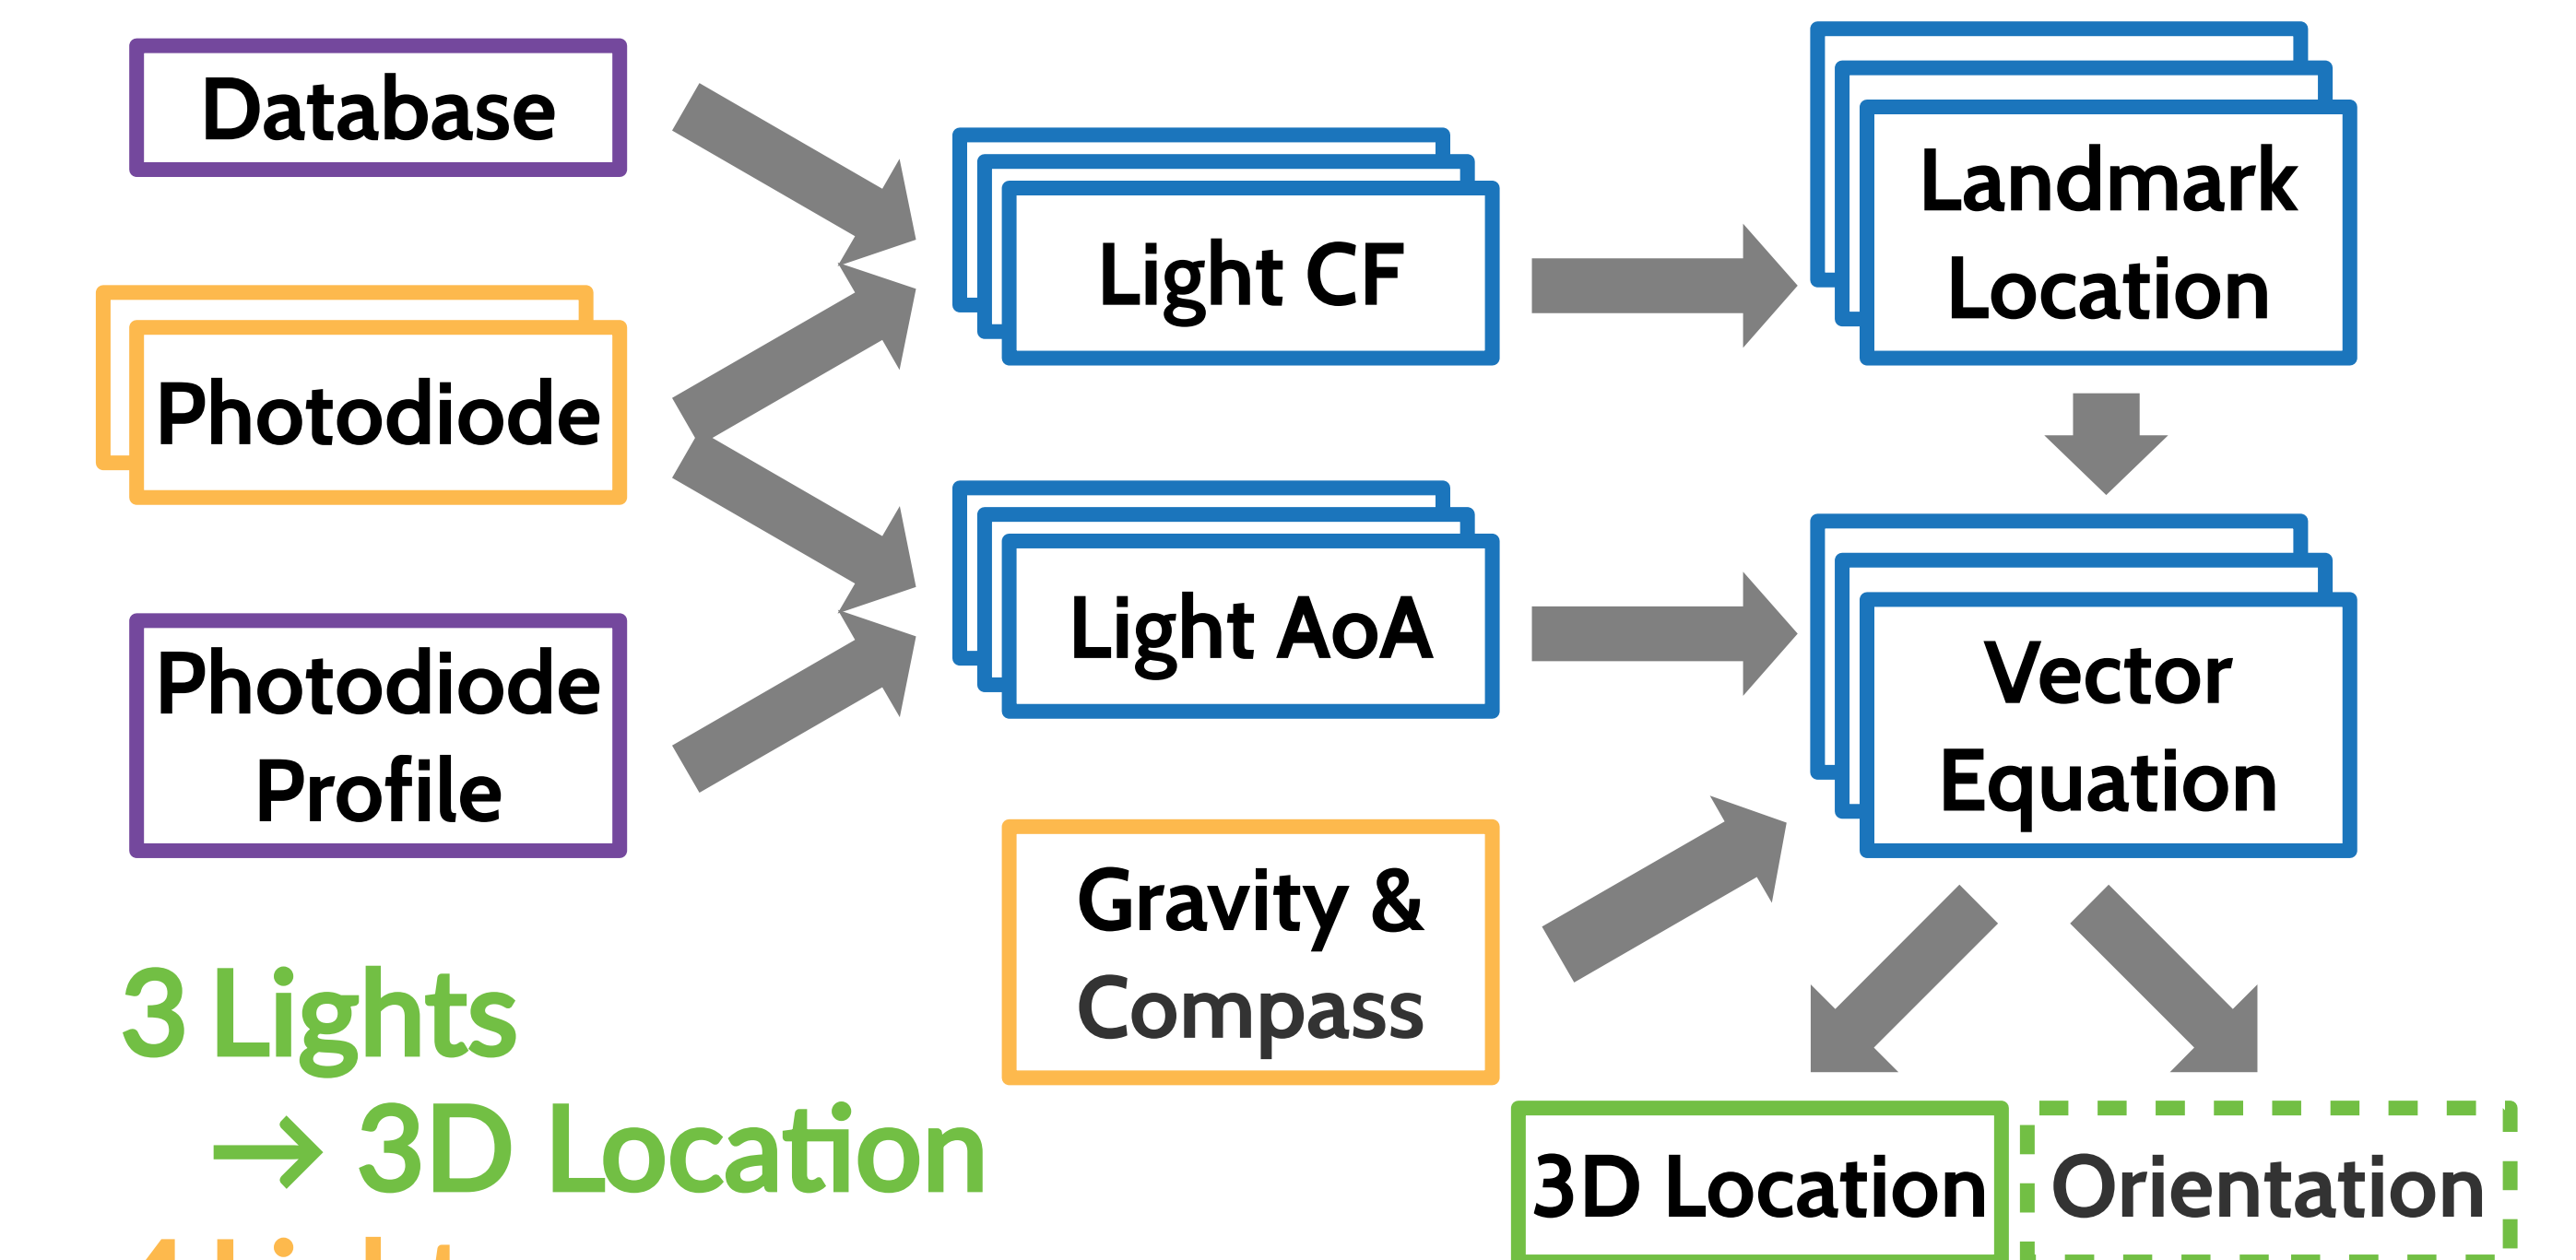 Database
Photodiode
Photodiode
Profile
Light CF
Light AoA
Gravity &
Compass
Landmark
Location
Vector
Equation
3D Location
Orientation
3 Lights
→ 3D Location